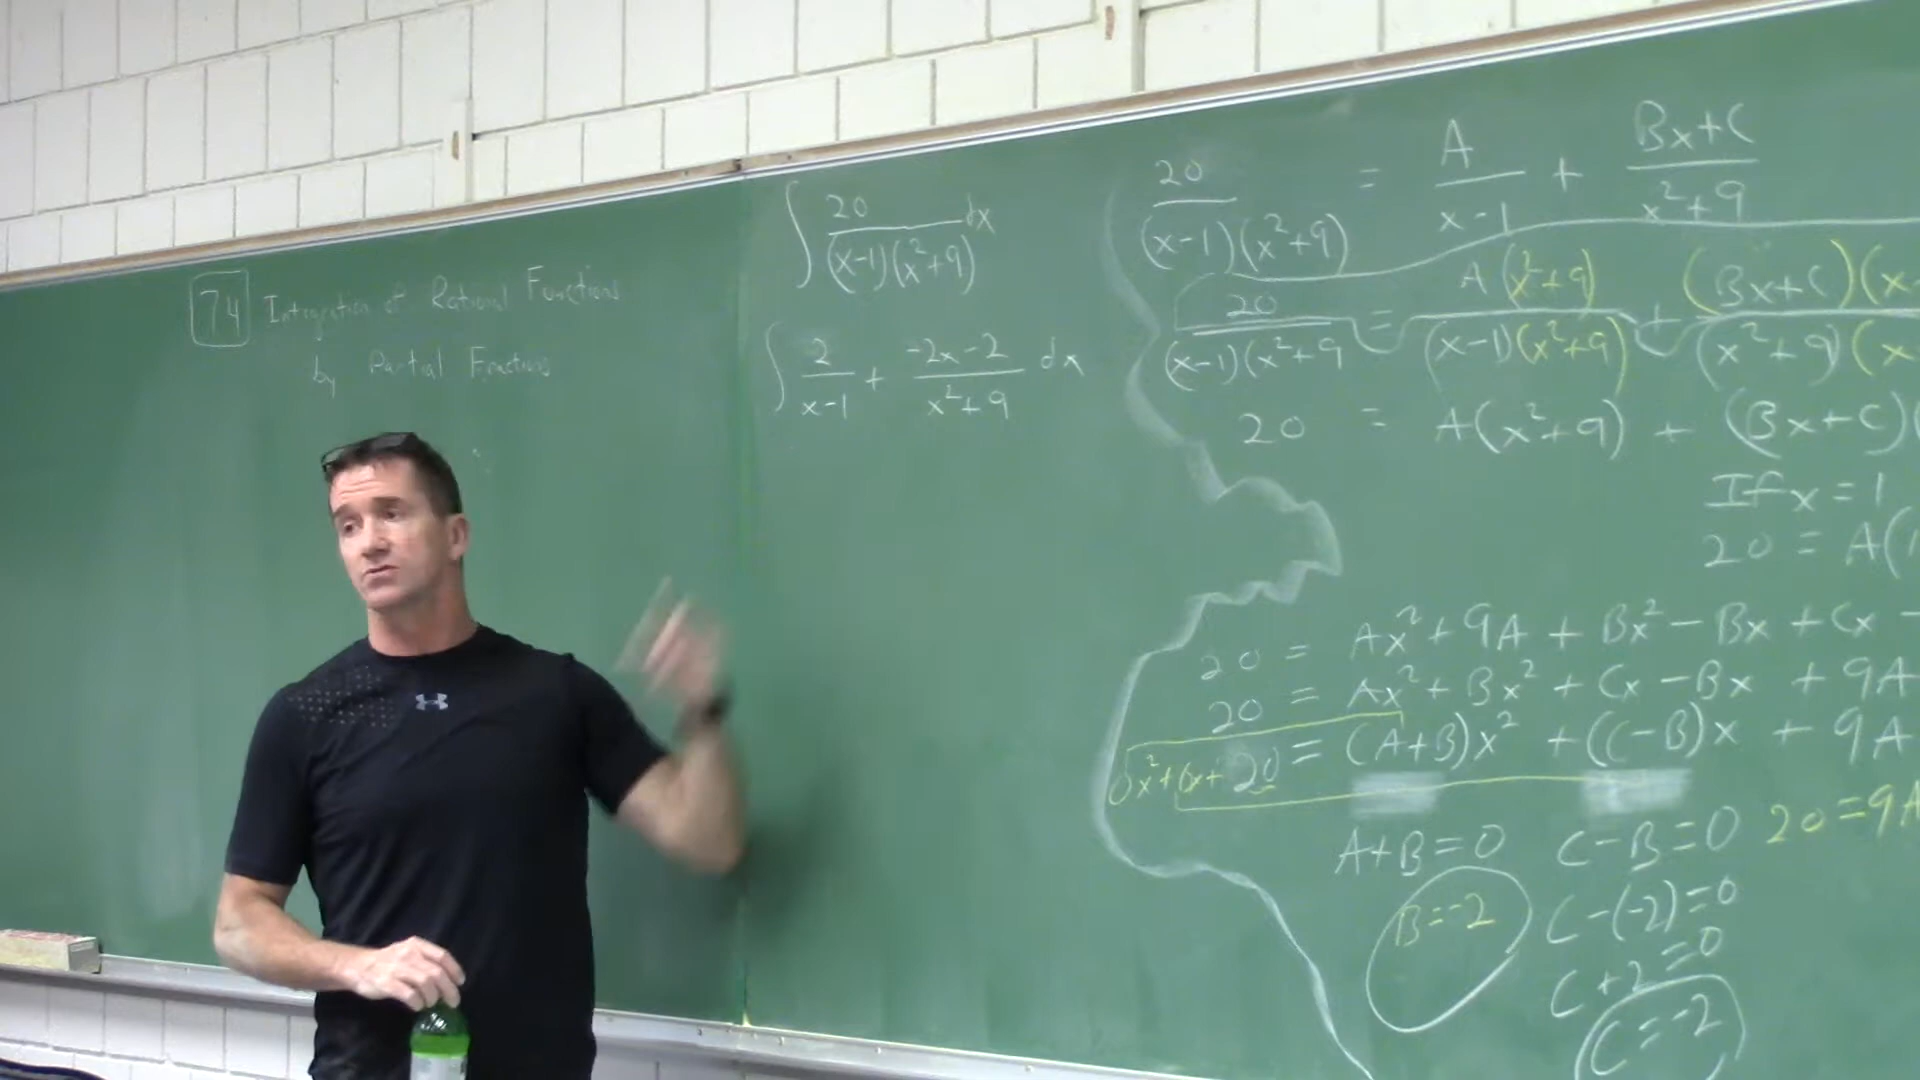 7.4 Integration of Rational Functions
by Partial Fractions
∫ 20/((x-1)(x²+9)) dx
∫ 2/(x-1) + (-2x-2)/(x²+9) dx
20/((x-1)(x²+9)) = A/(x-1) + (Bx+C)/(x²+9)
20/((x-1)(x²+9) = A(x²+9)/((x-1)(x²+9)) + (Bx+C)(x-/(x²+9)(x-
20 = A(x²+9) + (Bx+C)(
If x = 1
20 = A(1
20 = Ax² + 9A + Bx² - Bx + Cx -
20 = Ax² + Bx² + Cx - Bx + 9A
0x² + 0x + 20 = (A+B)x² + (C-B)x + 9A
A+B=0 C-B=0 20=9A
B=-2 C-(-2)=0
C+2=0
C=-2